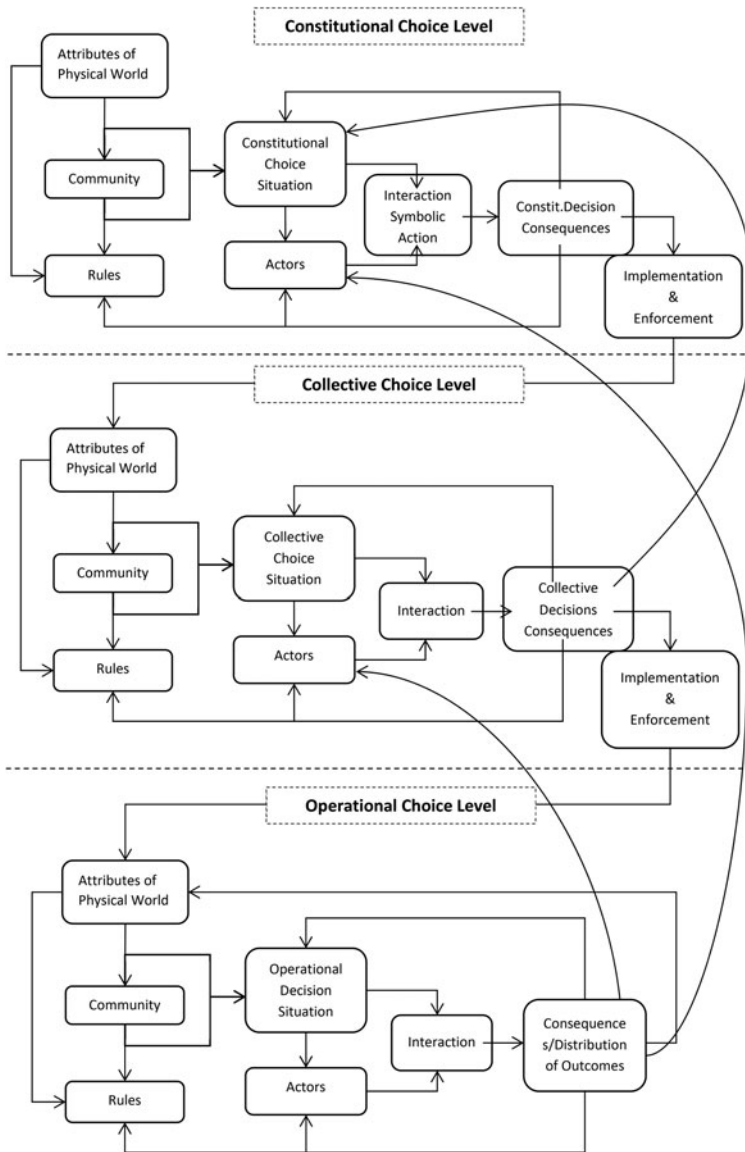 Constitutional Choice Level
Attributes of
Physical World
Community
Rules
Constitutional
Choice
Situation
Actors
Interaction
Symbolic
Action
Constit.Decision
Consequences
Implementation
&
Enforcement
Collective Choice Level
Attributes of
Physical World
Community
Rules
Collective
Choice
Situation
Actors
Interaction
Collective
Decisions
Consequences
Implementation
&
Enforcement
Operational Choice Level
Attributes of
Physical World
Community
Rules
Operational
Decision
Situation
Actors
Interaction
Consequence
s/Distribution
of Outcomes